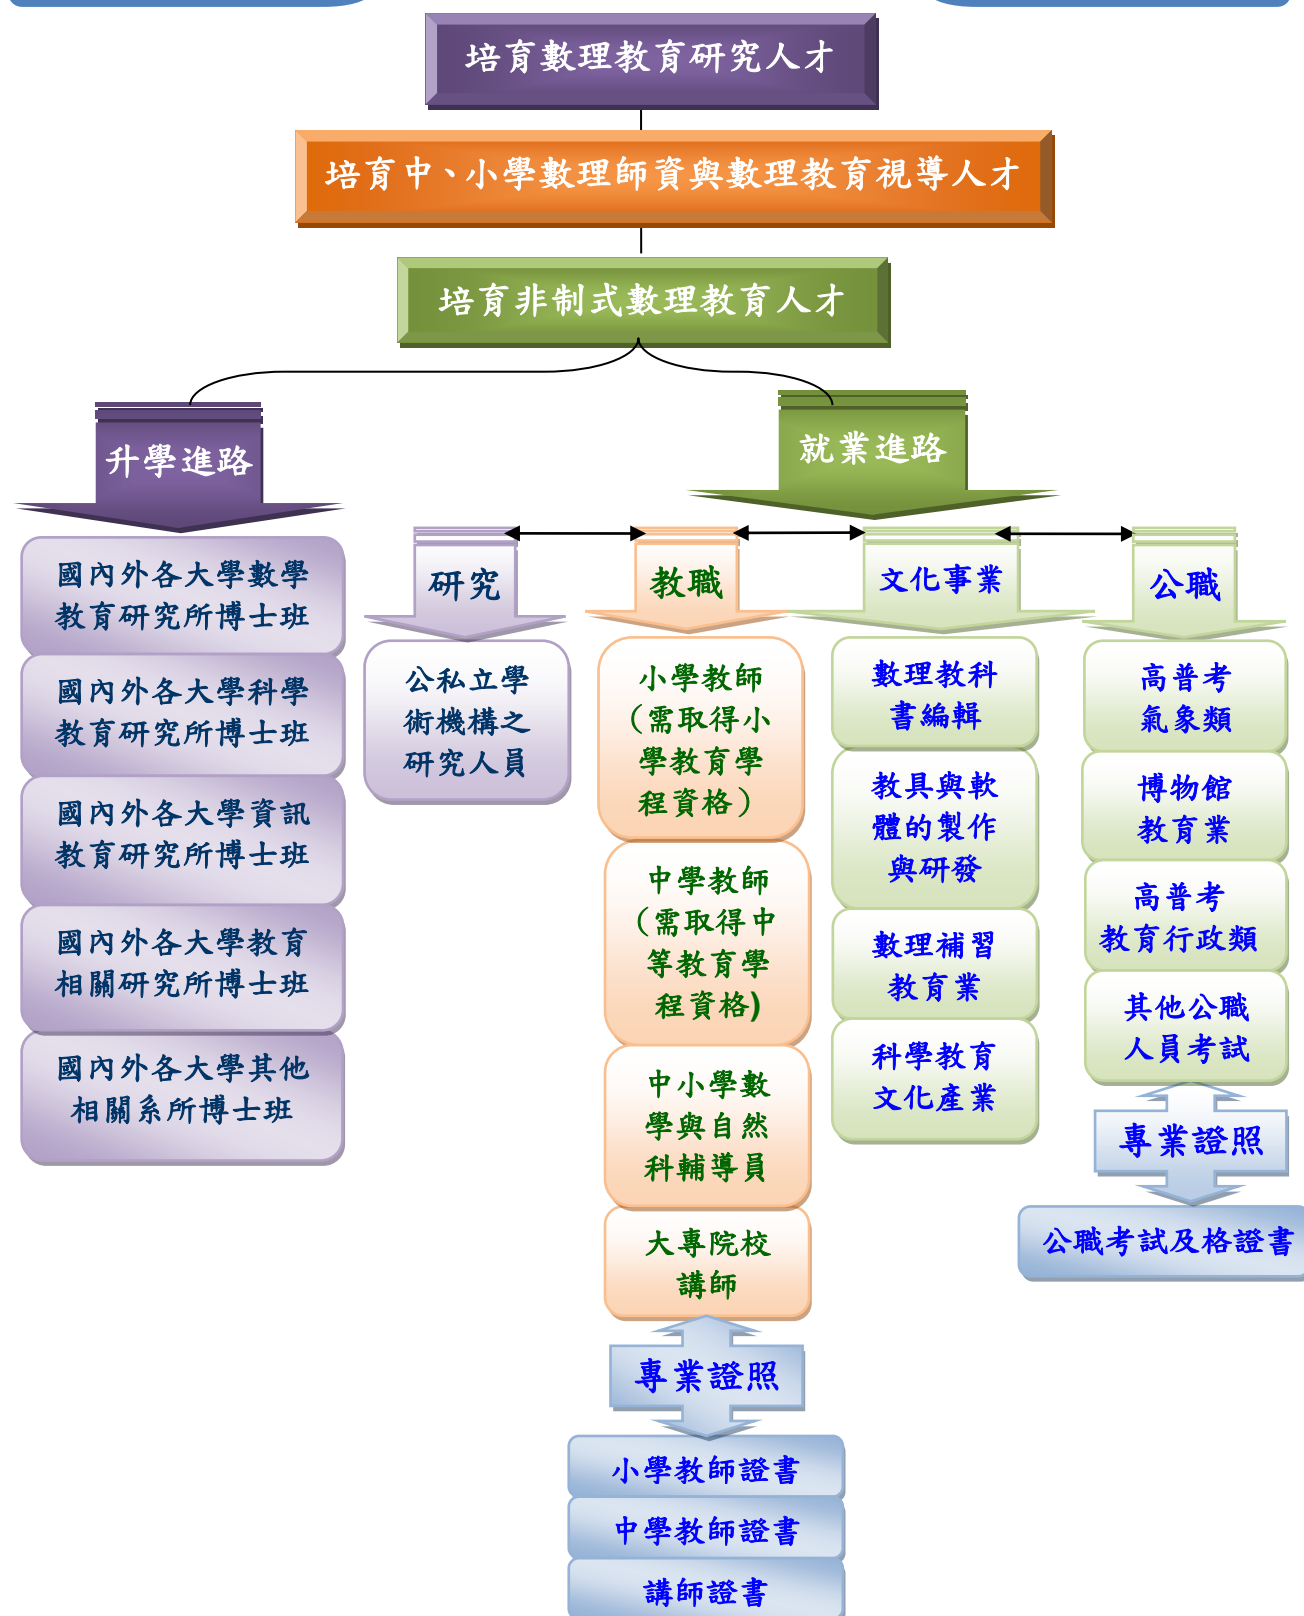 培育數理教育研究人才
培育中、小學數理師資與數理教育視導人才
培育非制式數理教育人才
升學進路
國內外各大學數學
教育研究所博士班
國內外各大學科學
教育研究所博士班
國內外各大學資訊
教育研究所博士班
國內外各大學教育
相關研究所博士班
國內外各大學其他
相關系所博士班
就業進路
研究
公私立學
術機構之
研究人員
教職
小學教師
（需取得小
學教育學
程資格）
中學教師
（需取得中
等教育學
程資格)
中小學數
學與自然
科輔導員
大專院校
講師
專業證照
小學教師證書
中學教師證書
講師證書
文化事業
數理教科
書編輯
教具與軟
體的製作
與研發
數理補習
教育業
科學教育
文化產業
公職
高普考
氣象類
博物館
教育業
高普考
教育行政類
其他公職
人員考試
專業證照
公職考試及格證書